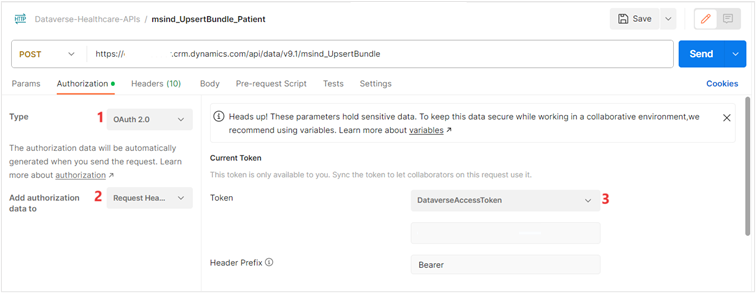 HTTP Dataverse-Healthcare-APIs / msind_UpsertBundle_Patient
Save
POST https:// r.crm.dynamics.com/api/data/v9.1/msind_UpsertBundle
Send
Params Authorization Headers (10) Body Pre-request Script Tests Settings Cookies
Type 1 OAuth 2.0
The authorization data will be automatically
generated when you send the request. Learn
more about authorization ↗
Add authorization
data to
2 Request Hea...
Heads up! These parameters hold sensitive data. To keep this data secure while working in a collaborative environment,we
recommend using variables. Learn more about variables ↗
Current Token
This token is only available to you. Sync the token to let collaborators on this request use it.
Token DataverseAccessToken 3
Header Prefix Bearer